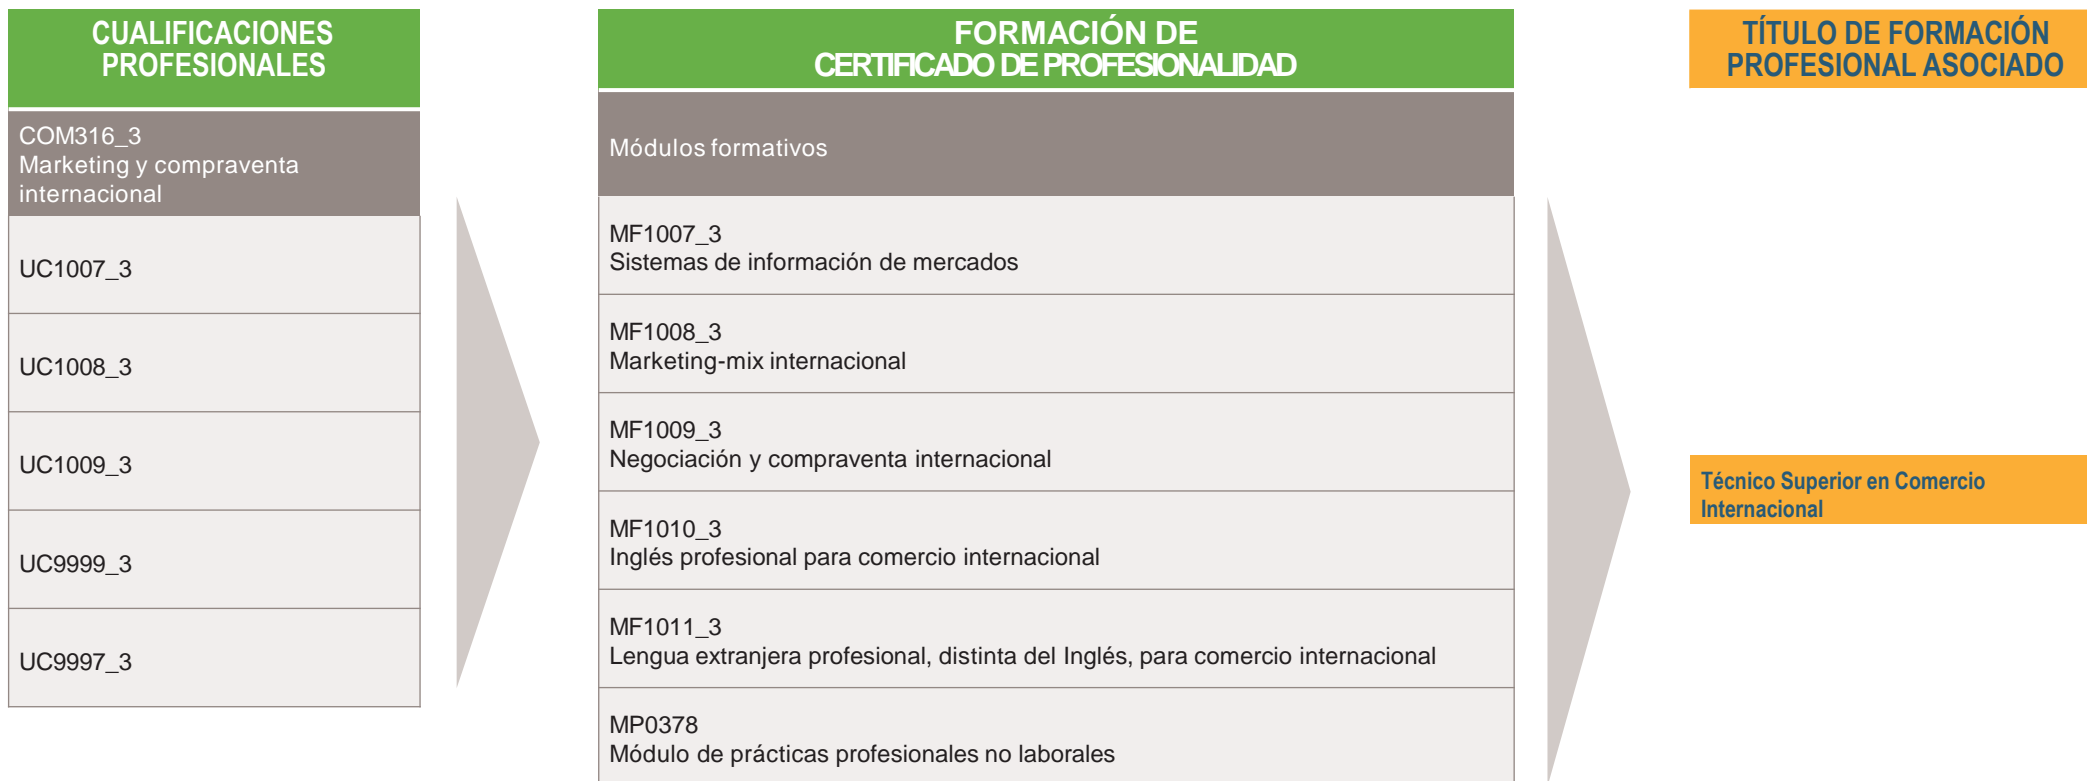 CUALIFICACIONES
PROFESIONALES
COM316_3
Marketing y compraventa
internacional
UC1007_3
UC1008_3
UC1009_3
UC9999_3
UC9997_3
FORMACIÓN DE
CERTIFICADO DE PROFESIONALIDAD
Módulos formativos
MF1007_3
Sistemas de información de mercados
MF1008_3
Marketing-mix internacional
MF1009_3
Negociación y compraventa internacional
MF1010_3
Inglés profesional para comercio internacional
MF1011_3
Lengua extranjera profesional, distinta del Inglés, para comercio internacional
MP0378
Módulo de prácticas profesionales no laborales
TÍTULO DE FORMACIÓN
PROFESIONAL ASOCIADO
Técnico Superior en Comercio
Internacional